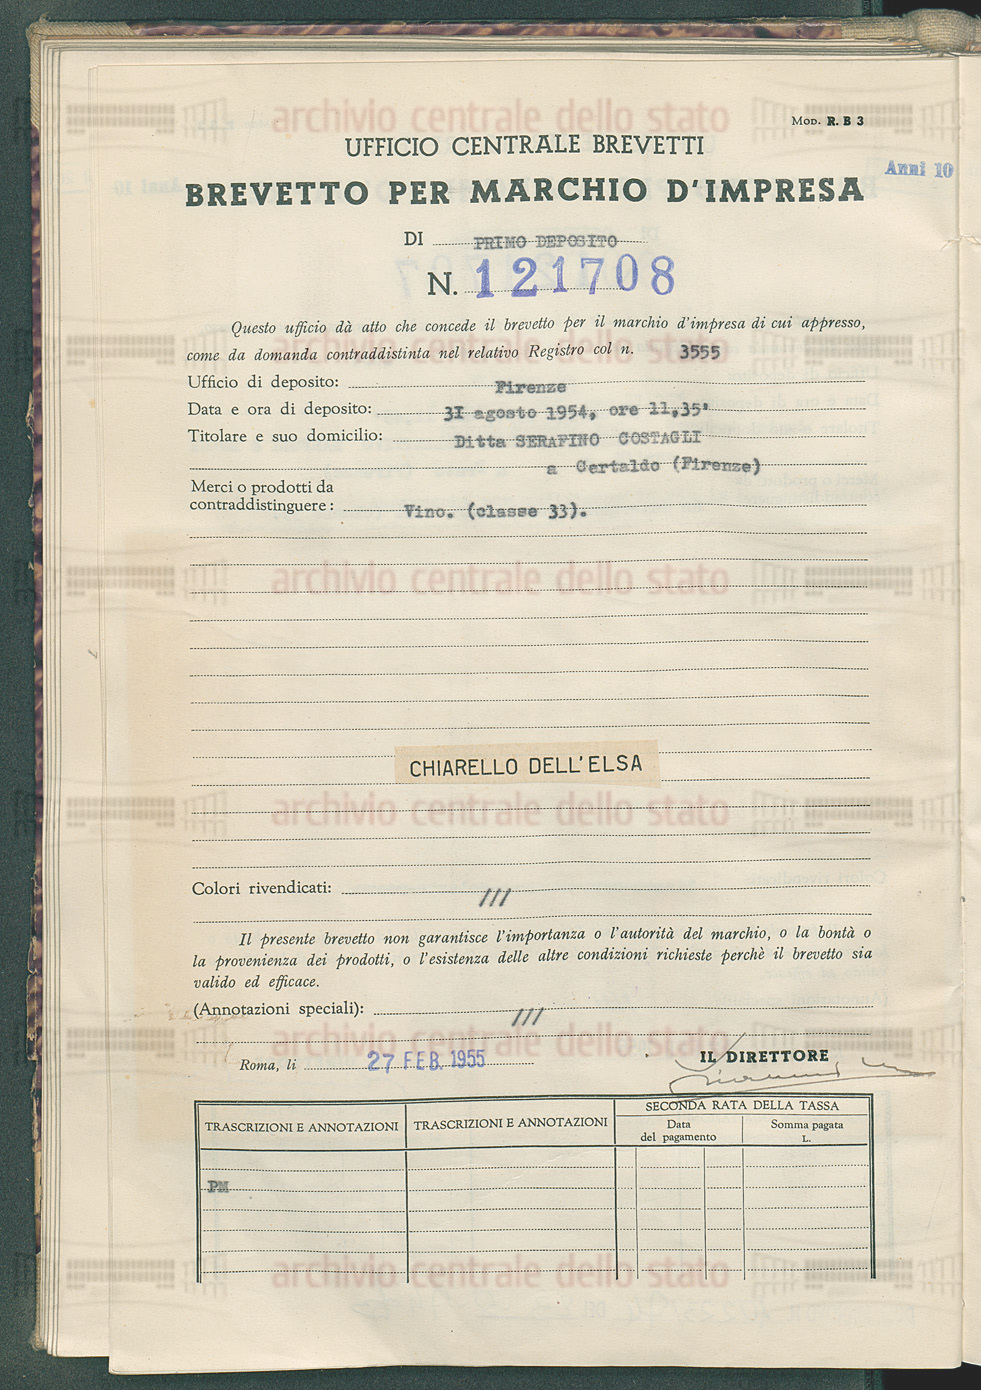 Mod. R. B 3
UFFICIO CENTRALE BREVETTI
Anni 10
BREVETTO PER MARCHIO D'IMPRESA
DI PRIMO DEPOSITO
N. 121708
Questo ufficio dà atto che concede il brevetto per il marchio d'impresa di cui appresso,
come da domanda contraddistinta nel relativo Registro col n. 3555
Ufficio di deposito: Firenze
Data e ora di deposito: 3I agosto 1954, ore 11,35'
Titolare e suo domicilio: Ditta SERAFINO COSTAGLI
a Certaldo (Firenze)
Merci o prodotti da
contraddistinguere: Vino. (classe 33).
CHIARELLO DELL'ELSA
Colori rivendicati: ///
Il presente brevetto non garantisce l'importanza o l'autorità del marchio, o la bontà o
la provenienza dei prodotti, o l'esistenza delle altre condizioni richieste perchè il brevetto sia
valido ed efficace.
(Annotazioni speciali): ///
Roma, li 27 FEB. 1955
IL DIRETTORE
TRASCRIZIONI E ANNOTAZIONI
TRASCRIZIONI E ANNOTAZIONI
SECONDA RATA DELLA TASSA
Data
del pagamento
Somma pagata
L.
PM
archivio centrale dello stato
archivio centrale dello stato
archivio centrale dello stato
archivio centrale dello stato
archivio centrale dello stato
archivio centrale dello stato